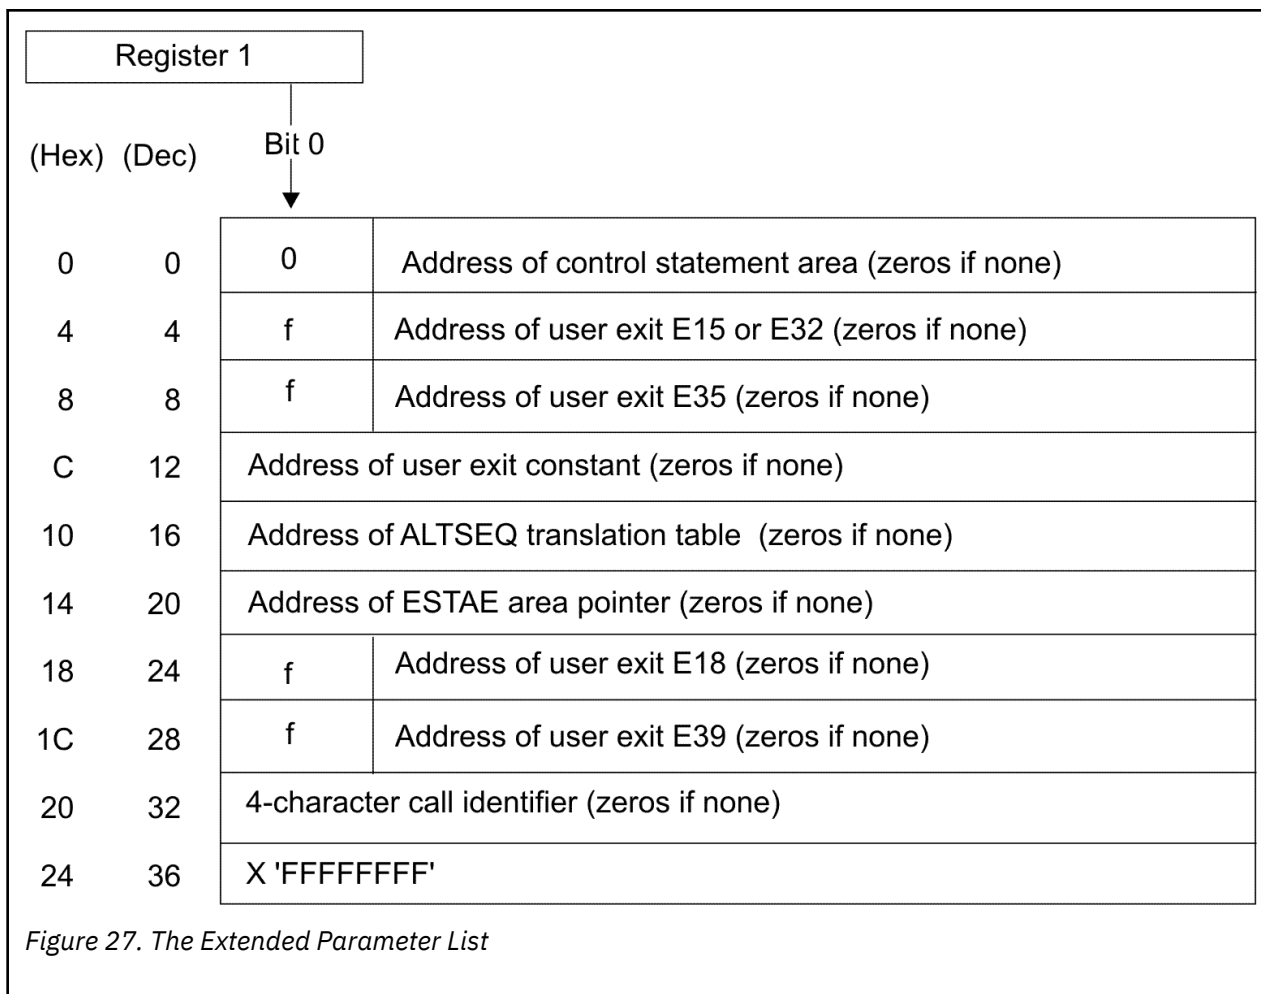 Register 1
Bit 0
(Hex) (Dec)
0 0 0 Address of control statement area (zeros if none)
4 4 f Address of user exit E15 or E32 (zeros if none)
8 8 f Address of user exit E35 (zeros if none)
C 12 Address of user exit constant (zeros if none)
10 16 Address of ALTSEQ translation table (zeros if none)
14 20 Address of ESTAE area pointer (zeros if none)
18 24 f Address of user exit E18 (zeros if none)
1C 28 f Address of user exit E39 (zeros if none)
20 32 4-character call identifier (zeros if none)
24 36 X 'FFFFFFFF'
Figure 27. The Extended Parameter List